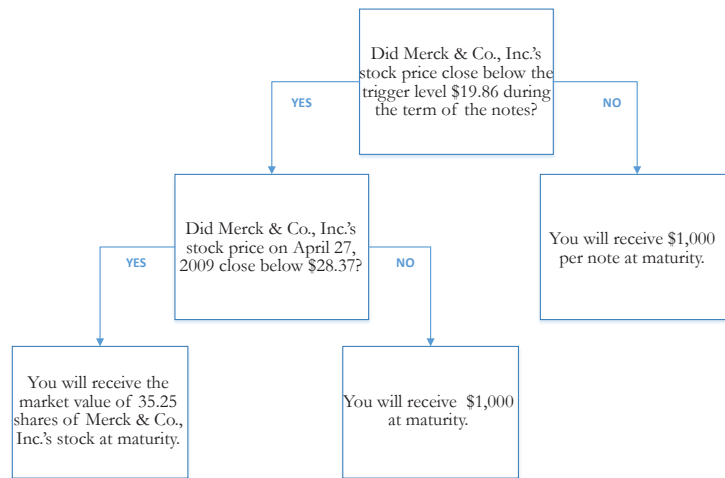 Did Merck & Co., Inc.'s
stock price close below the
trigger level $19.86 during
the term of the notes?
YES
NO
Did Merck & Co., Inc.'s
stock price on April 27,
2009 close below $28.37?
You will receive $1,000
per note at maturity.
YES
NO
You will receive the
market value of 35.25
shares of Merck & Co.,
Inc.'s stock at maturity.
You will receive $1,000
at maturity.